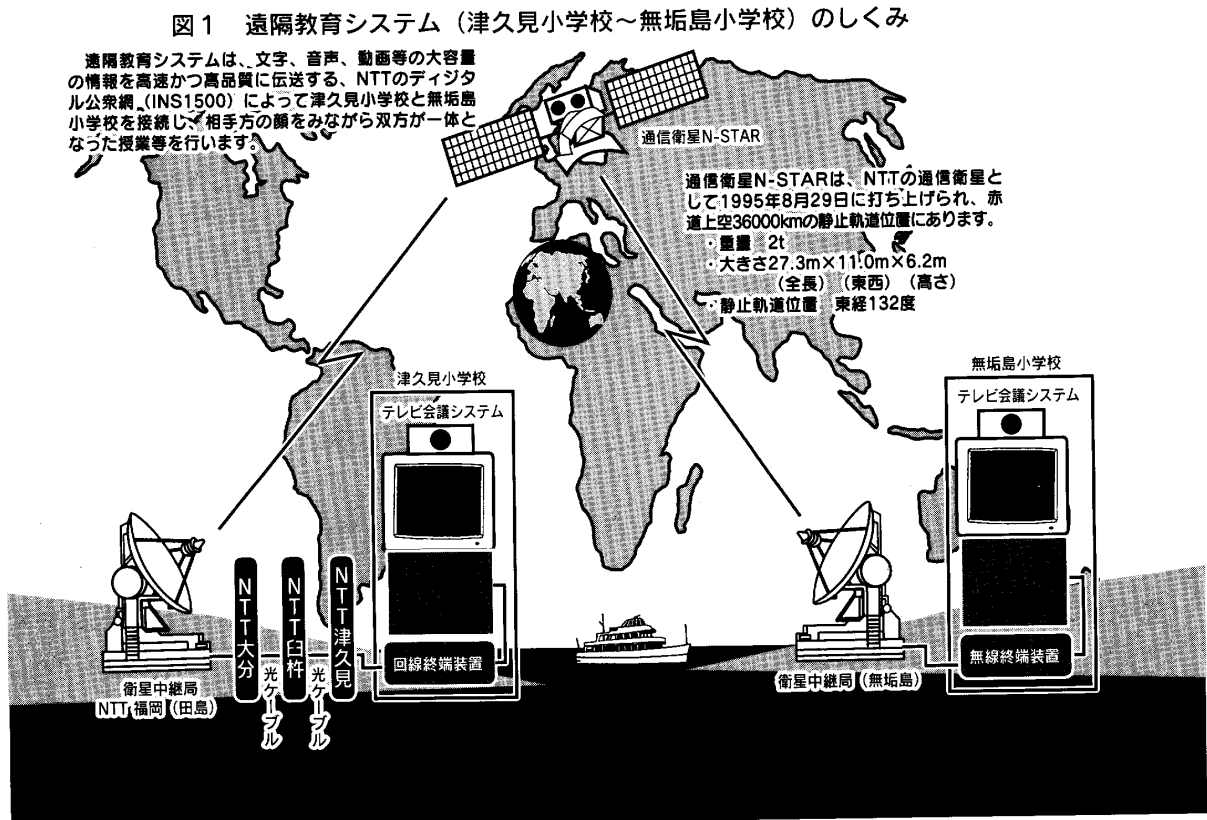 図1　遠隔教育システム（津久見小学校～無垢島小学校）のしくみ
遠隔教育システムは、文字、音声、動画等の大容量
の情報を高速かつ高品質に伝送する、NTTのディジタ
ル公衆網（INS1500）によって津久見小学校と無垢島
小学校を接続し、相手方の顔をみながら双方が一体と
なった授業等を行います。
通信衛星N-STAR
通信衛星N-STARは、NTTの通信衛星と
して1995年8月29日に打ち上げられ、赤
道上空36000kmの静止軌道位置にあります。
・重量　2t
・大きさ27.3m×11.0m×6.2m
（全長）（東西）（高さ）
・静止軌道位置　東経132度
津久見小学校
テレビ会議システム
無垢島小学校
テレビ会議システム
NTT大分
光ケーブル
NTT臼杵
光ケーブル
NTT津久見
回線終端装置
無線終端装置
衛星中継局
NTT福岡（田島）
衛星中継局（無垢島）